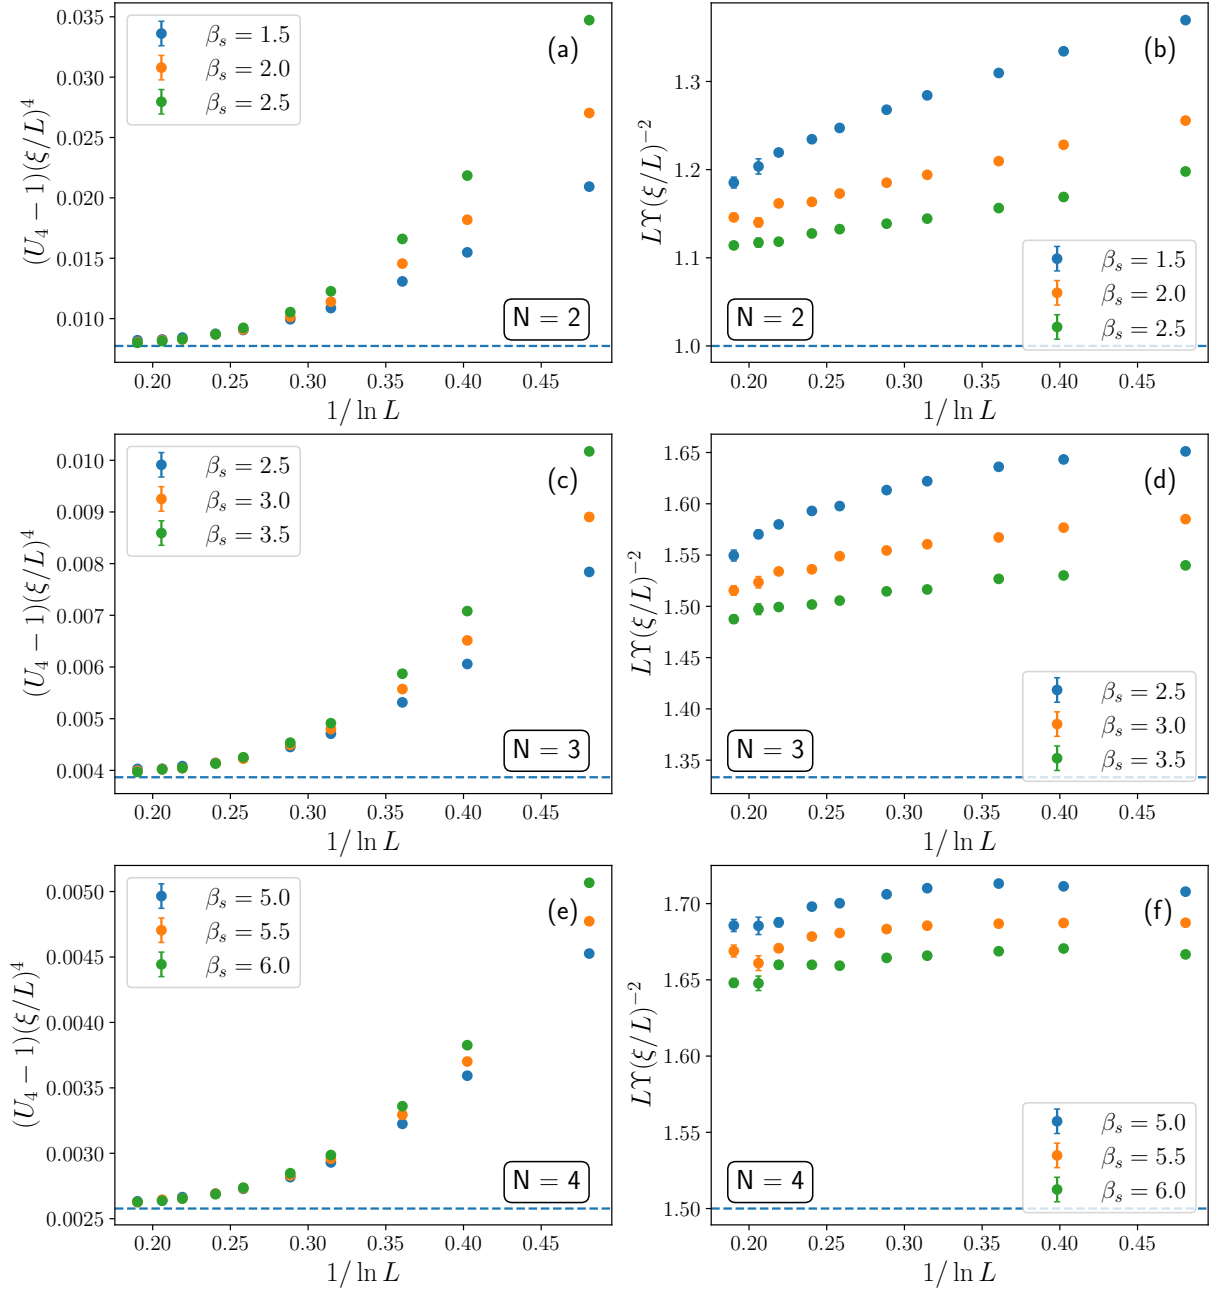 (U₄ − 1)(ξ/L)⁴
0.035
0.030
0.025
0.020
0.015
0.010
βₛ = 1.5
βₛ = 2.0
βₛ = 2.5
(a)
N = 2
0.20 0.25 0.30 0.35 0.40 0.45
1/ ln L
LΥ(ξ/L)⁻²
1.3
1.2
1.1
1.0
(b)
βₛ = 1.5
βₛ = 2.0
βₛ = 2.5
N = 2
0.20 0.25 0.30 0.35 0.40 0.45
1/ ln L
(U₄ − 1)(ξ/L)⁴
0.010
0.009
0.008
0.007
0.006
0.005
0.004
βₛ = 2.5
βₛ = 3.0
βₛ = 3.5
(c)
N = 3
0.20 0.25 0.30 0.35 0.40 0.45
1/ ln L
LΥ(ξ/L)⁻²
1.65
1.60
1.55
1.50
1.45
1.40
1.35
(d)
βₛ = 2.5
βₛ = 3.0
βₛ = 3.5
N = 3
0.20 0.25 0.30 0.35 0.40 0.45
1/ ln L
(U₄ − 1)(ξ/L)⁴
0.0050
0.0045
0.0040
0.0035
0.0030
0.0025
βₛ = 5.0
βₛ = 5.5
βₛ = 6.0
(e)
N = 4
0.20 0.25 0.30 0.35 0.40 0.45
1/ ln L
LΥ(ξ/L)⁻²
1.70
1.65
1.60
1.55
1.50
(f)
βₛ = 5.0
βₛ = 5.5
βₛ = 6.0
N = 4
0.20 0.25 0.30 0.35 0.40 0.45
1/ ln L